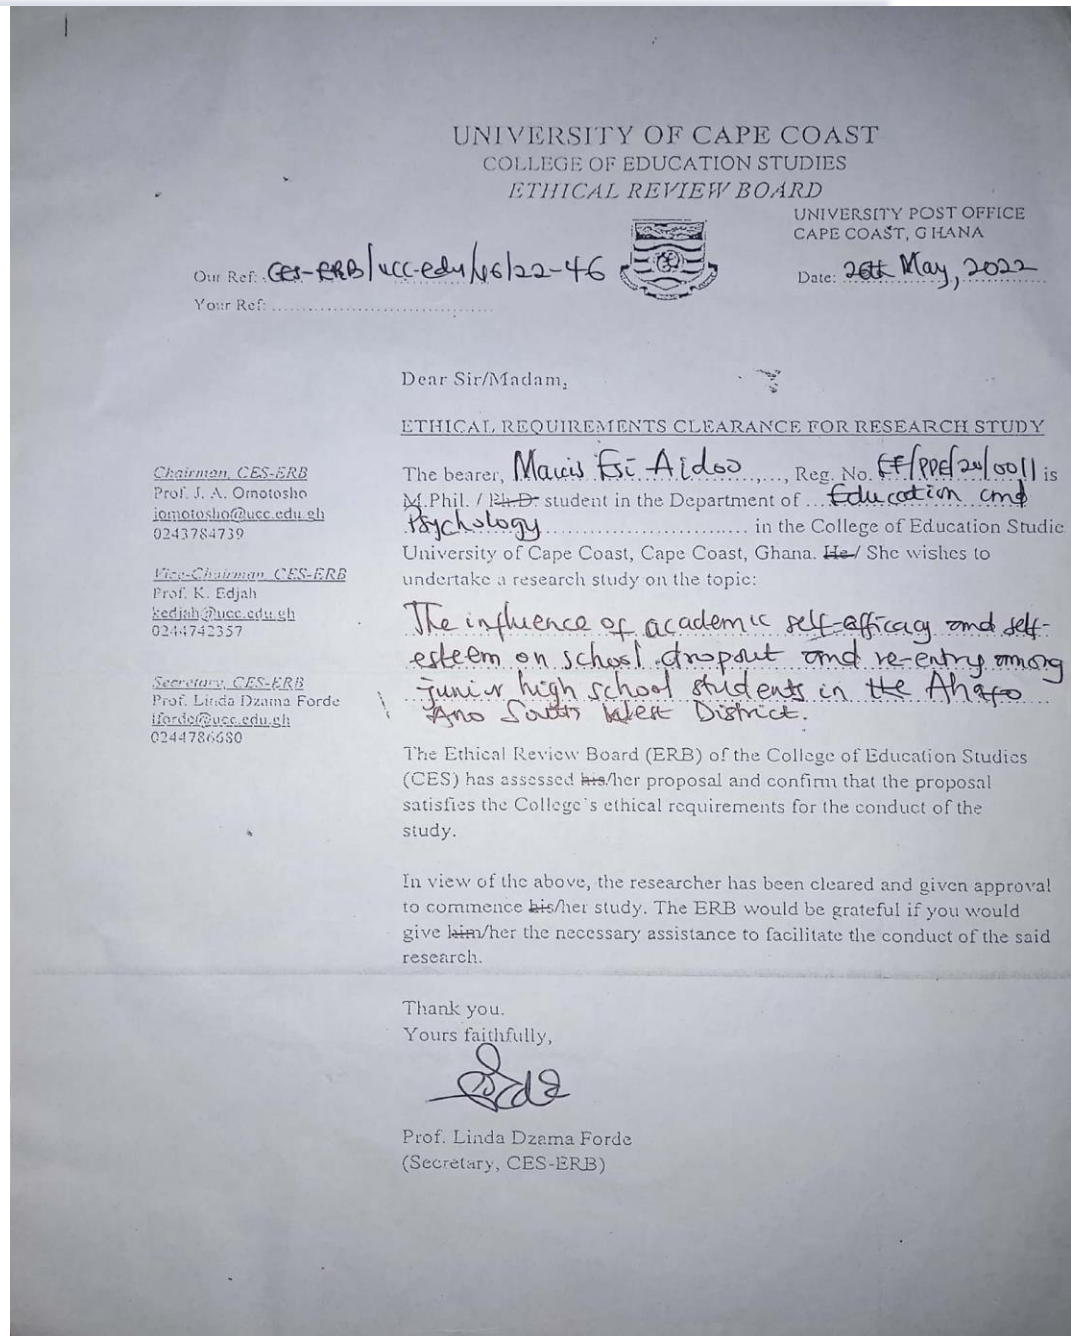 UNIVERSITY OF CAPE COAST
COLLEGE OF EDUCATION STUDIES
ETHICAL REVIEW BOARD
UNIVERSITY POST OFFICE
CAPE COAST, GHANA
Our Ref: CES-ERB/ucc.edu/v6/22-46
Date: 26th May, 2022
Your Ref:
Dear Sir/Madam,
ETHICAL REQUIREMENTS CLEARANCE FOR RESEARCH STUDY
Chairman, CES-ERB
Prof. J. A. Omotosho
jomotosho@ucc.edu.gh
0243784739
Vice-Chairman, CES-ERB
Prof. K. Edjah
kedjah@ucc.edu.gh
0244742357
Secretary, CES-ERB
Prof. Linda Dzama Forde
lforde@ucc.edu.gh
0244786680
The bearer, Mavis Esi Aidoo, Reg. No. EF/PPE/20/0011 is
M.Phil. / Ph.D. student in the Department of Education and
Psychology in the College of Education Studie
University of Cape Coast, Cape Coast, Ghana. He / She wishes to
undertake a research study on the topic:
The influence of academic self-efficacy and self-
esteem on school dropout and re-entry among
junior high school students in the Ahafo
Ano South West District.
The Ethical Review Board (ERB) of the College of Education Studies
(CES) has assessed his/her proposal and confirm that the proposal
satisfies the College's ethical requirements for the conduct of the
study.
In view of the above, the researcher has been cleared and given approval
to commence his/her study. The ERB would be grateful if you would
give him/her the necessary assistance to facilitate the conduct of the said
research.
Thank you.
Yours faithfully,
Prof. Linda Dzama Forde
(Secretary, CES-ERB)